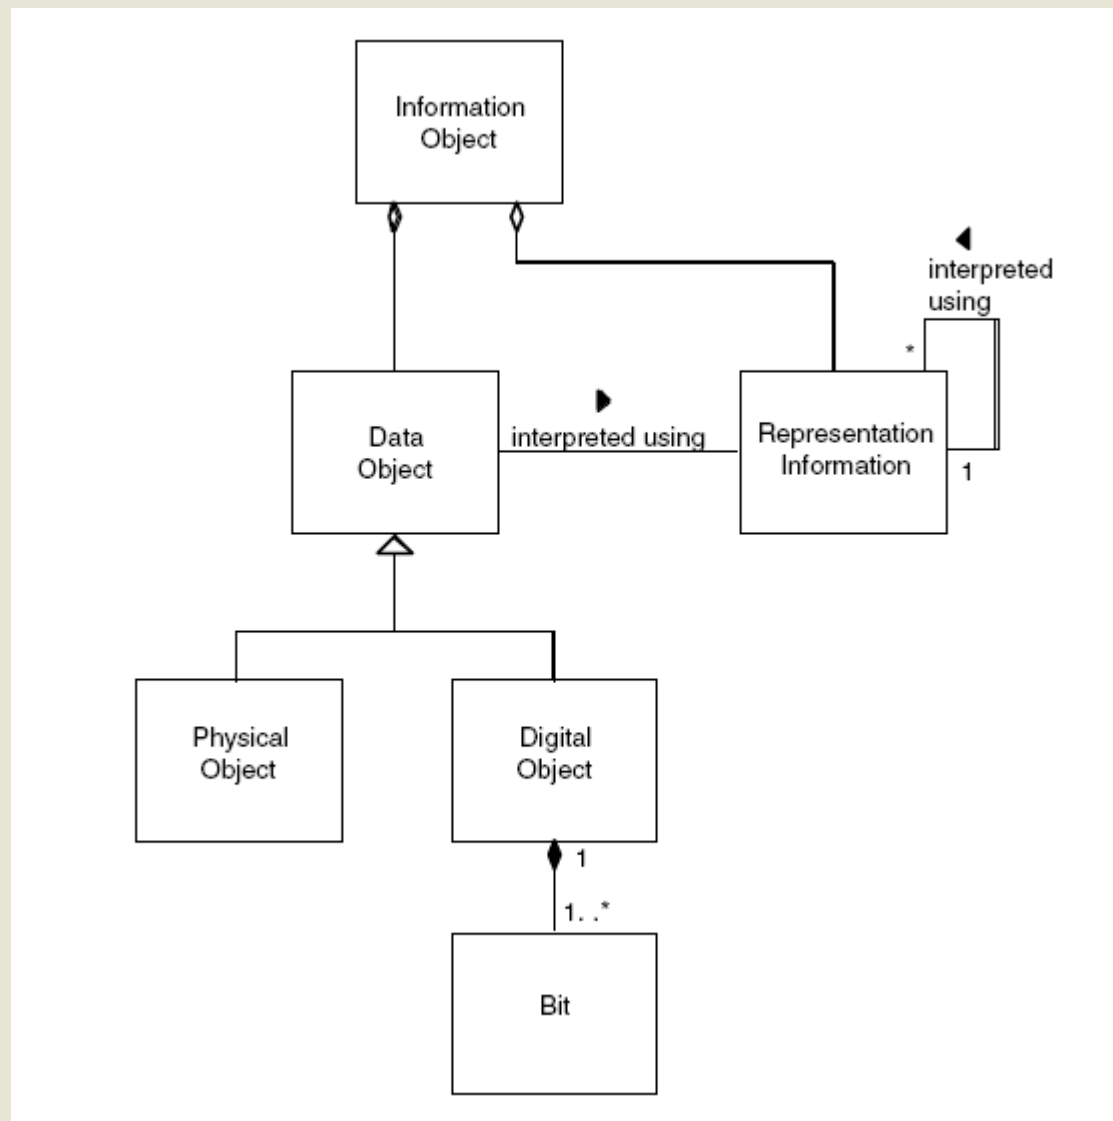 Information
Object
interpreted
using
*
Data
Object
interpreted using
Representation
Information
1
Physical
Object
Digital
Object
1
1. .*
Bit